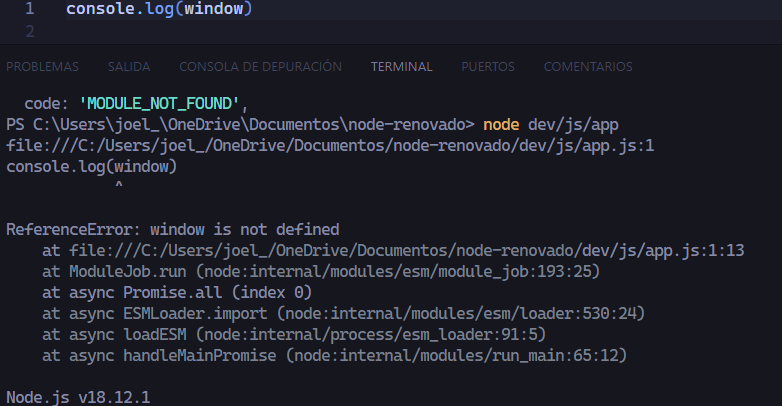 1 console.log(window)
2
PROBLEMAS SALIDA CONSOLA DE DEPURACIÓN TERMINAL PUERTOS COMENTARIOS
code: 'MODULE_NOT_FOUND',
PS C:\Users\joel_\OneDrive\Documentos\node-renovado> node dev/js/app
file:///C:/Users/joel_/OneDrive/Documentos/node-renovado/dev/js/app.js:1
console.log(window)
^
ReferenceError: window is not defined
at file:///C:/Users/joel_/OneDrive/Documentos/node-renovado/dev/js/app.js:1:13
at ModuleJob.run (node:internal/modules/esm/module_job:193:25)
at async Promise.all (index 0)
at async ESMLoader.import (node:internal/modules/esm/loader:530:24)
at async loadESM (node:internal/process/esm_loader:91:5)
at async handleMainPromise (node:internal/modules/run_main:65:12)
Node.js v18.12.1